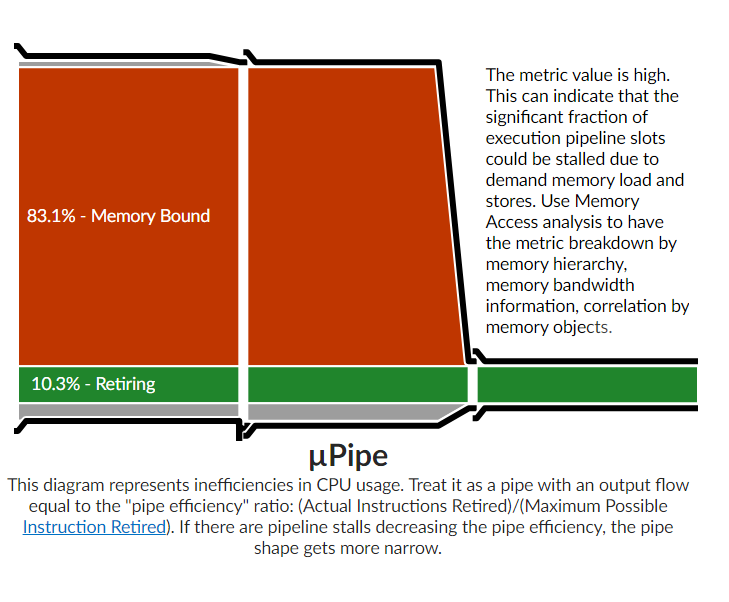 The metric value is high.
This can indicate that the
significant fraction of
execution pipeline slots
could be stalled due to
demand memory load and
stores. Use Memory
Access analysis to have
the metric breakdown by
memory hierarchy,
memory bandwidth
information, correlation by
memory objects.
83.1% - Memory Bound
10.3% - Retiring
µPipe
This diagram represents inefficiencies in CPU usage. Treat it as a pipe with an output flow
equal to the "pipe efficiency" ratio: (Actual Instructions Retired)/(Maximum Possible
Instruction Retired). If there are pipeline stalls decreasing the pipe efficiency, the pipe
shape gets more narrow.